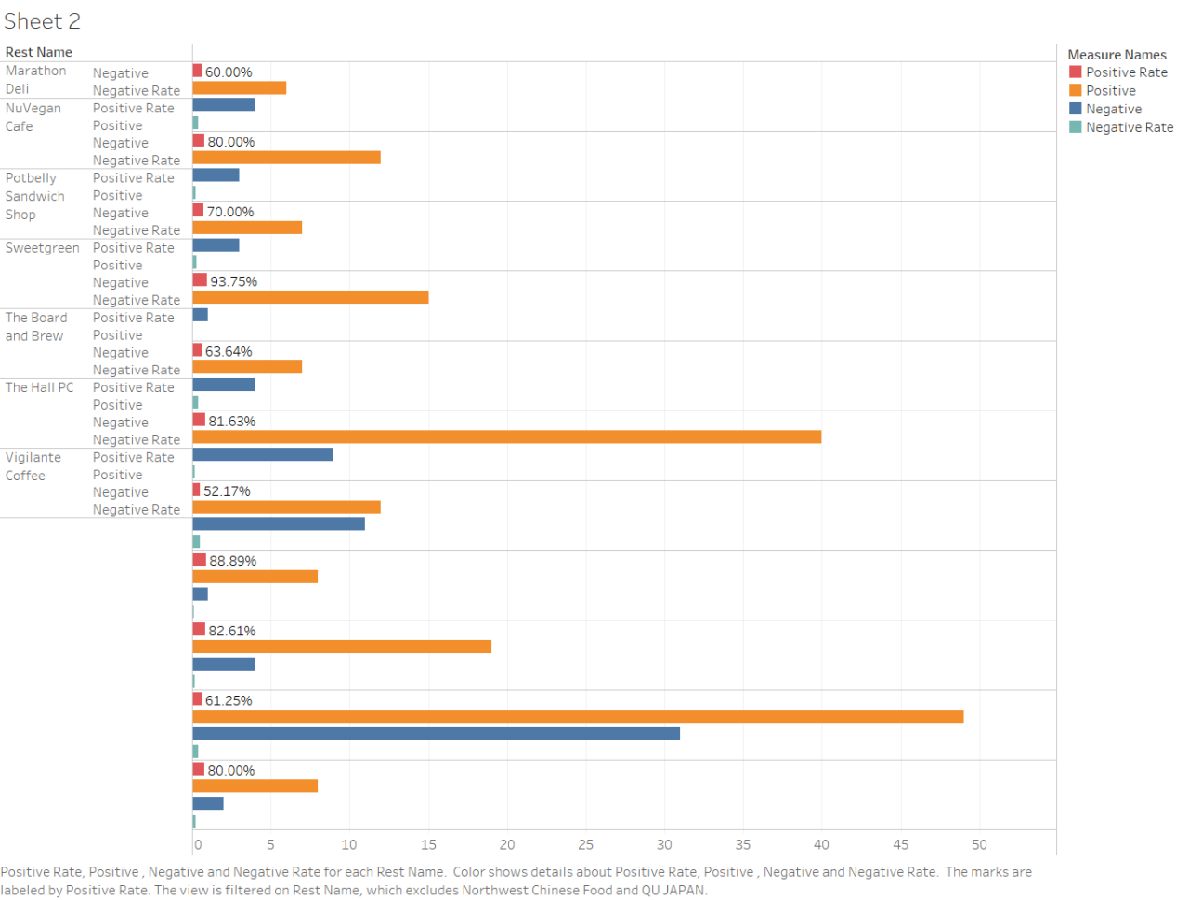 Sheet 2
Rest Name
Measure Names
Marathon Deli
Negative
60.00%
Positive Rate
Negative Rate
Positive
NuVegan Cafe
Positive Rate
Negative
Positive
Negative Rate
Negative
80.00%
Negative Rate
Potbelly Sandwich Shop
Positive Rate
Positive
Negative
70.00%
Negative Rate
Sweetgreen
Positive Rate
Positive
Negative
93.75%
Negative Rate
The Board and Brew
Positive Rate
Positive
Negative
63.64%
Negative Rate
The Hall PC
Positive Rate
Positive
Negative
81.63%
Negative Rate
Vigilante Coffee
Positive Rate
Positive
Negative
52.17%
Negative Rate
88.89%
82.61%
61.25%
80.00%
0 5 10 15 20 25 30 35 40 45 50
Positive Rate, Positive , Negative and Negative Rate for each Rest Name. Color shows details about Positive Rate, Positive , Negative and Negative Rate. The marks are
labeled by Positive Rate. The view is filtered on Rest Name, which excludes Northwest Chinese Food and QU JAPAN.